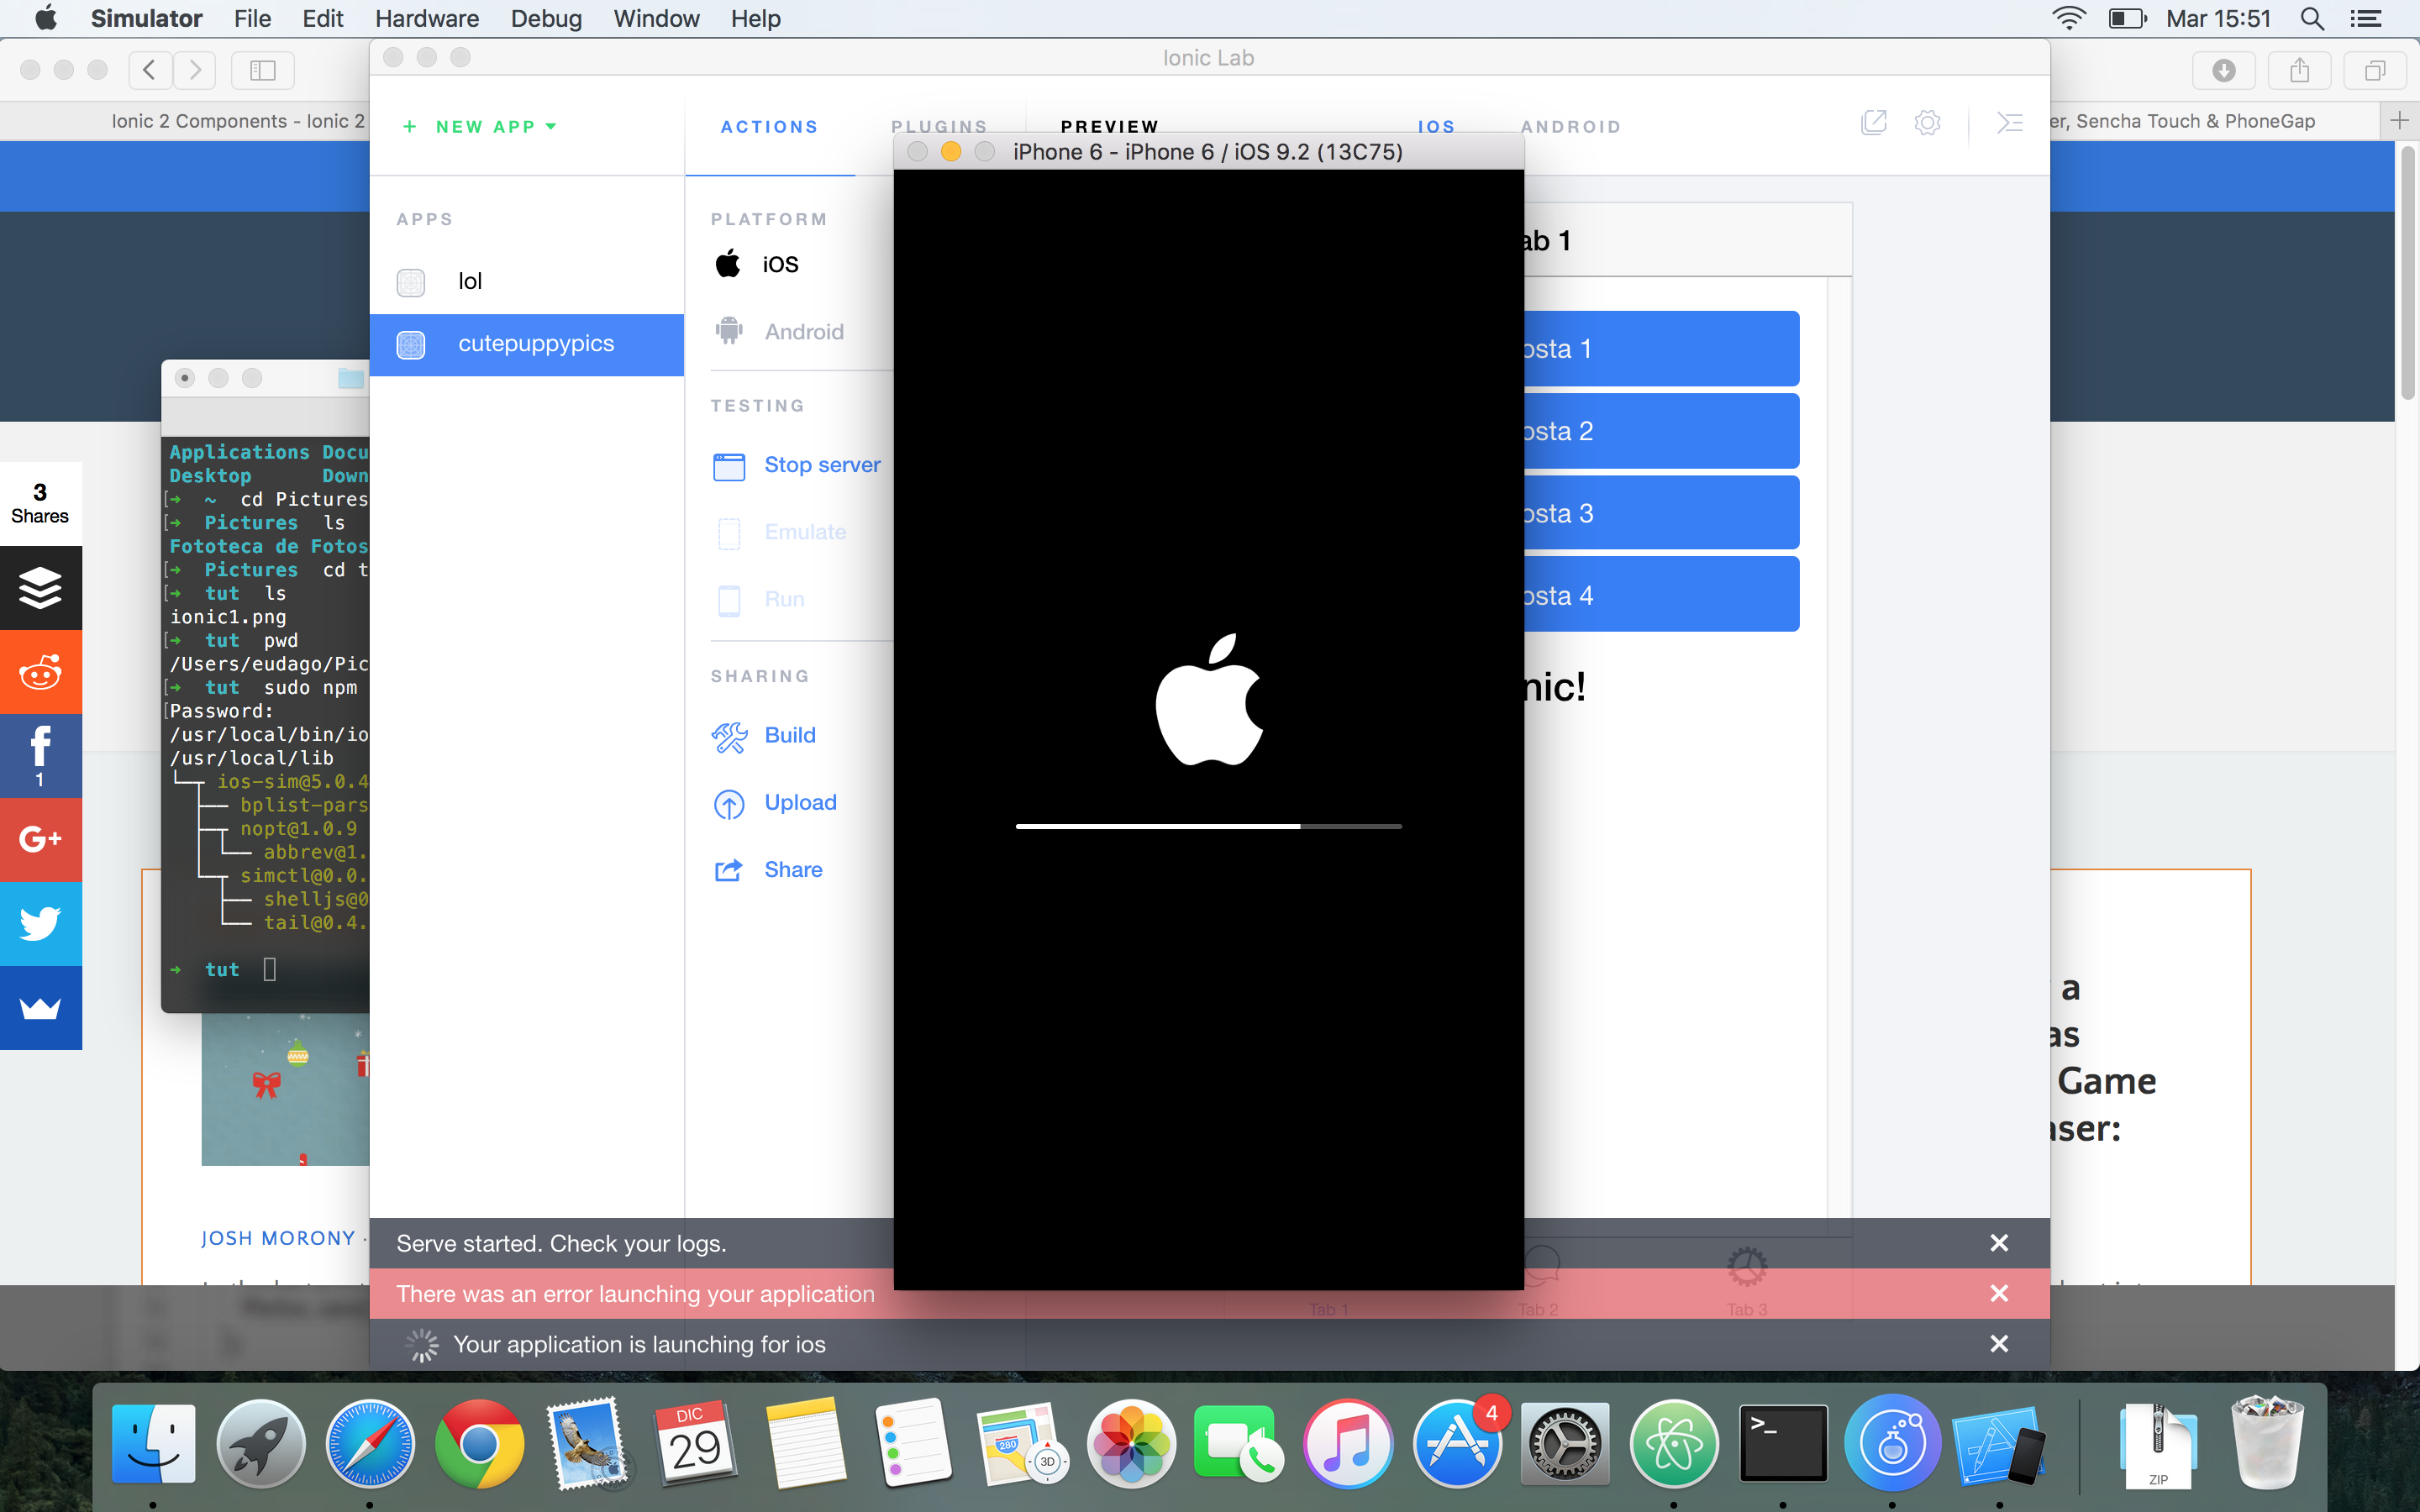 Simulator File Edit Hardware Debug Window Help
Mar 15:51
Ionic Lab
Ionic 2 Components - Ionic 2
er, Sencha Touch & PhoneGap
+ NEW APP
ACTIONS
PLUGINS
PREVIEW
IOS
ANDROID
iPhone 6 - iPhone 6 / iOS 9.2 (13C75)
APPS
lol
cutepuppypics
PLATFORM
iOS
Android
TESTING
Stop server
Emulate
Run
SHARING
Build
Upload
Share
ab 1
osta 1
osta 2
osta 3
osta 4
nic!
Tab 1
Tab 2
Tab 3
3
Shares
1
G+
Applications Docu
Desktop Down
[➜ ~ cd Pictures
[➜ Pictures ls
Fototeca de Fotos
[➜ Pictures cd t
[➜ tut ls
ionic1.png
[➜ tut pwd
/Users/eudago/Pic
[➜ tut sudo npm
[Password:
/usr/local/bin/io
/usr/local/lib
└─┬ ios-sim@5.0.4
├── bplist-pars
├─┬ nopt@1.0.9
│ └── abbrev@1.
└─┬ simctl@0.0.
├── shelljs@0
└── tail@0.4.
➜ tut
a
as
Game
aser:
JOSH MORONY ·
Serve started. Check your logs.
There was an error launching your application
Your application is launching for ios
DIC
29
280
3D
4
>_
ZIP